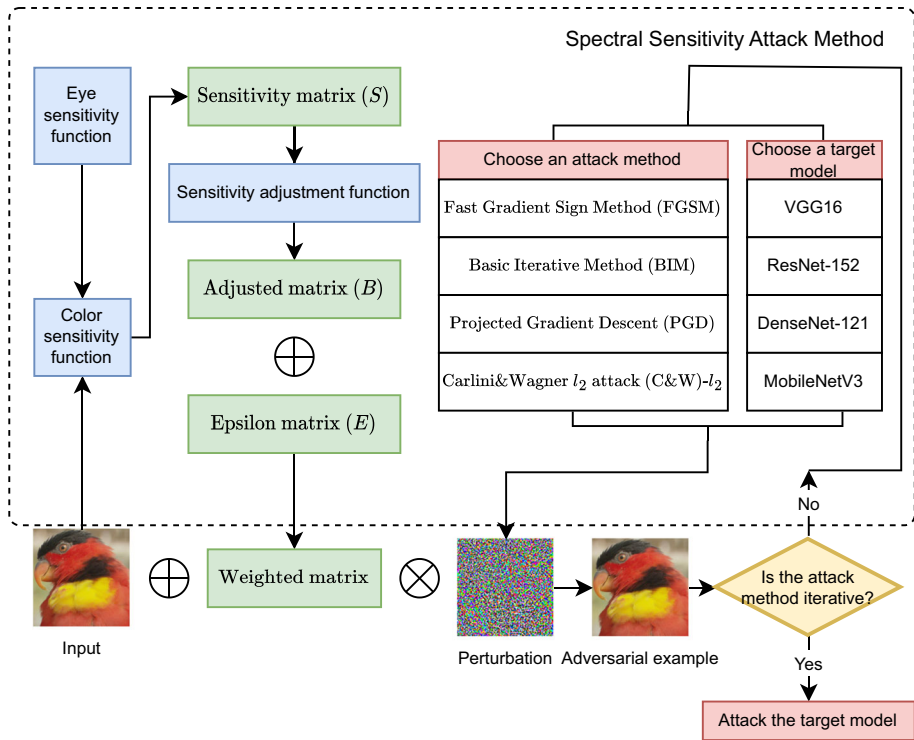 Spectral Sensitivity Attack Method
Eye
sensitivity
function
Color
sensitivity
function
Sensitivity matrix (S)
Sensitivity adjustment function
Adjusted matrix (B)
Epsilon matrix (E)
Weighted matrix
Choose an attack method
Fast Gradient Sign Method (FGSM)
Basic Iterative Method (BIM)
Projected Gradient Descent (PGD)
Carlini&Wagner l₂ attack (C&W)-l₂
Choose a target
model
VGG16
ResNet-152
DenseNet-121
MobileNetV3
Input
Perturbation
Adversarial example
Is the attack
method iterative?
No
Yes
Attack the target model